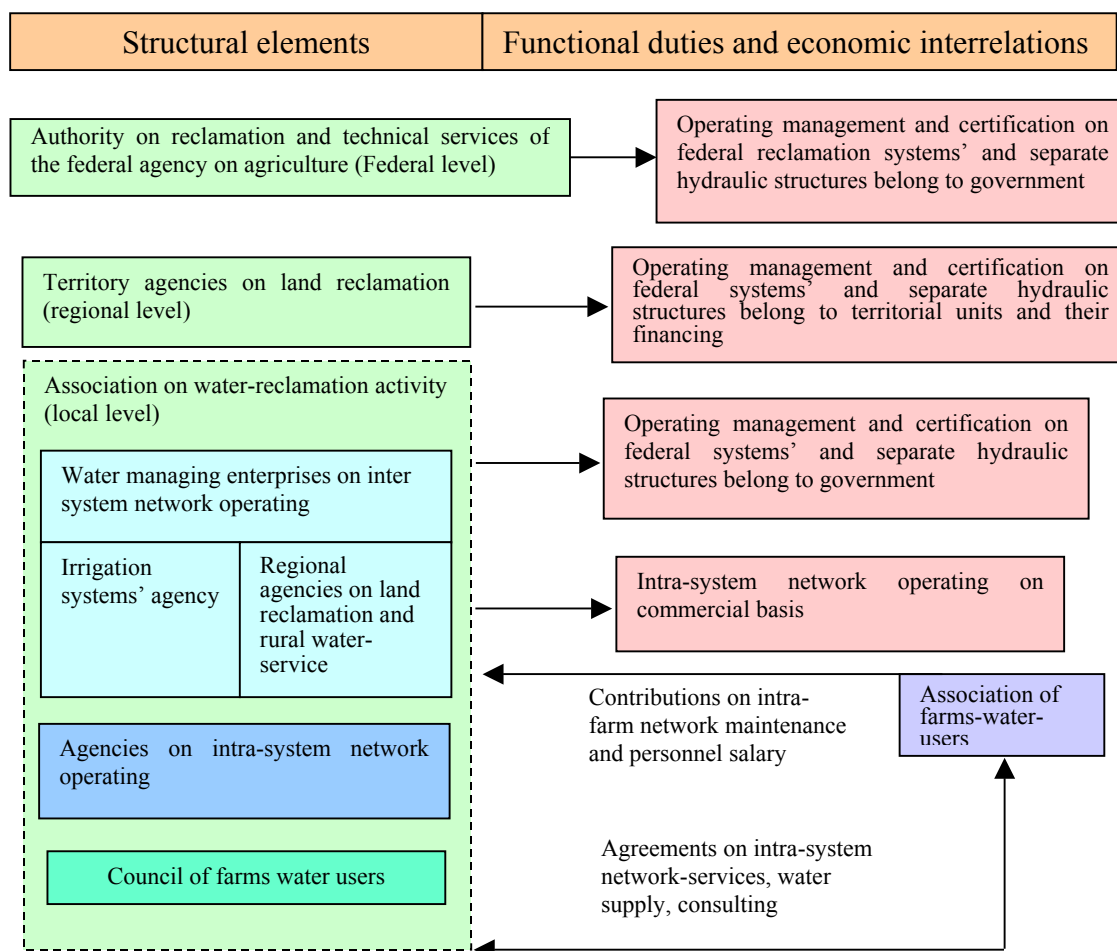 Structural elements
Functional duties and economic interrelations
Authority on reclamation and technical services of
the federal agency on agriculture (Federal level)
Operating management and certification on
federal reclamation systems’ and separate
hydraulic structures belong to government
Territory agencies on land reclamation
(regional level)
Operating management and certification on
federal systems’ and separate hydraulic
structures belong to territorial units and their
financing
Association on water-reclamation activity
(local level)
Operating management and certification on
federal systems’ and separate hydraulic
structures belong to government
Water managing enterprises on inter
system network operating
Irrigation
systems’ agency
Regional
agencies on land
reclamation and
rural water-
service
Intra-system network operating on
commercial basis
Contributions on intra-
farm network maintenance
and personnel salary
Association of
farms-water-
users
Agencies on intra-system network
operating
Council of farms water users
Agreements on intra-system
network-services, water
supply, consulting